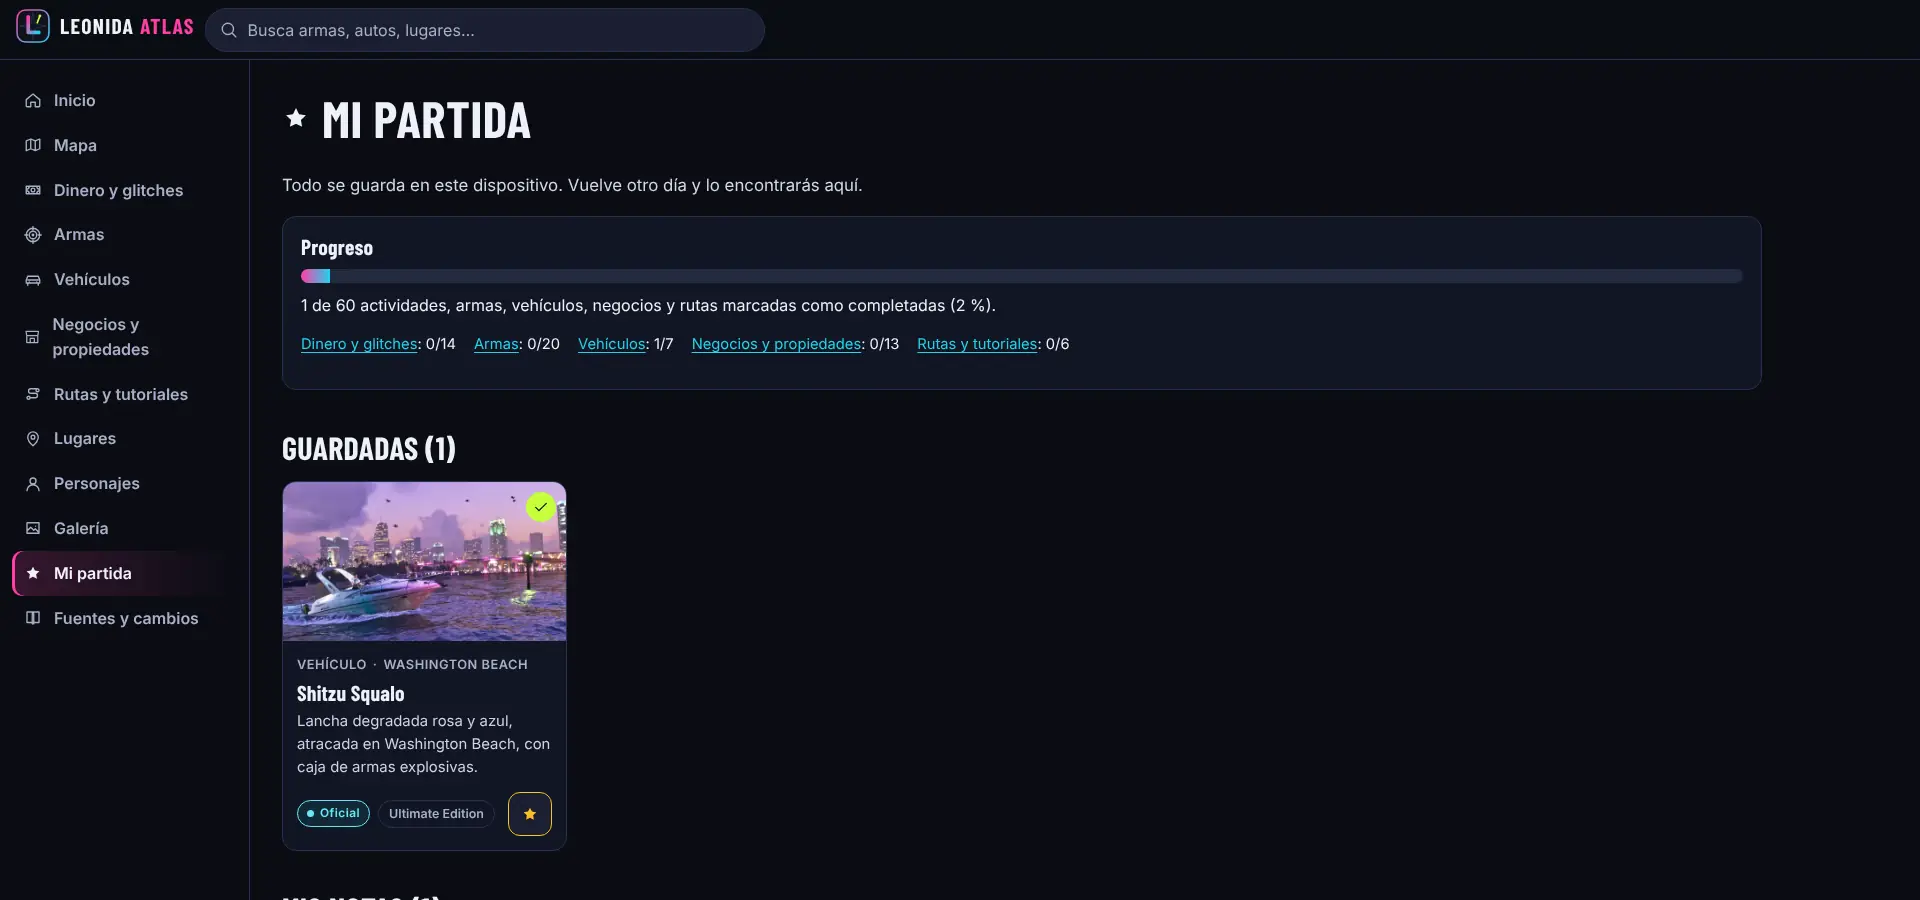 LEONIDA ATLAS
Busca armas, autos, lugares...
Inicio
Mapa
Dinero y glitches
Armas
Vehículos
Negocios y
propiedades
Rutas y tutoriales
Lugares
Personajes
Galería
Mi partida
Fuentes y cambios
MI PARTIDA
Todo se guarda en este dispositivo. Vuelve otro día y lo encontrarás aquí.
Progreso
1 de 60 actividades, armas, vehículos, negocios y rutas marcadas como completadas (2 %).
Dinero y glitches: 0/14 Armas: 0/20 Vehículos: 1/7 Negocios y propiedades: 0/13 Rutas y tutoriales: 0/6
GUARDADAS (1)
VEHÍCULO · WASHINGTON BEACH
Shitzu Squalo
Lancha degradada rosa y azul,
atracada en Washington Beach, con
caja de armas explosivas.
Oficial
Ultimate Edition
MIS NOTAS (1)